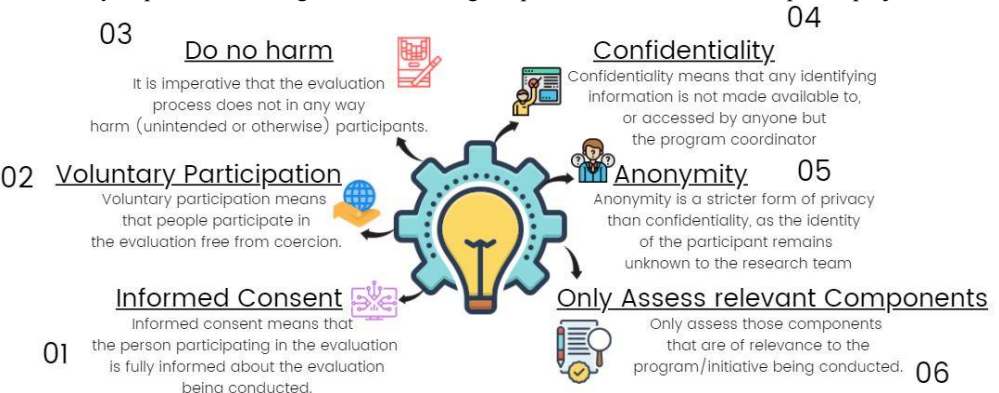 03
Do no harm
It is imperative that the evaluation
process does not in any way
harm (unintended or otherwise) participants.
02
Voluntary Participation
Voluntary participation means
that people participate in
the evaluation free from coercion.
Informed Consent
Informed consent means that
01
the person participating in the evaluation
is fully informed about the evaluation
being conducted.
04
Confidentiality
Confidentiality means that any identifying
information is not made available to,
or accessed by anyone but
the program coordinator
Anonymity
05
Anonymity is a stricter form of privacy
than confidentiality, as the identity
of the participant remains
unknown to the research team
Only Assess relevant Components
Only assess those components
that are of relevance to the
program/initiative being conducted.
06